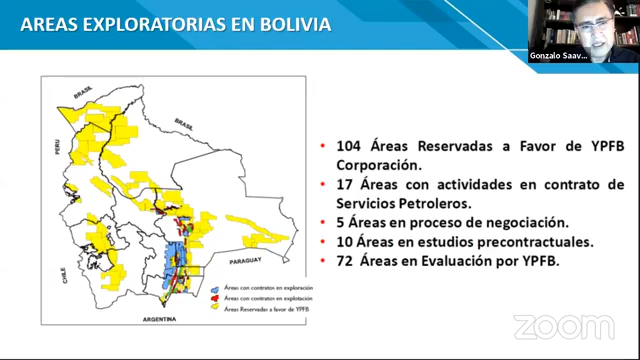 AREAS EXPLORATORIAS EN BOLIVIA
Gonzalo Saav...
BRASIL
BRASIL
PERU
CHILE
PARAGUAY
ARGENTINA
Áreas con contratos en exploración
Áreas con contratos en explotación
Áreas Reservadas a favor de YPFB
• 104 Áreas Reservadas a Favor de YPFB
Corporación.
• 17 Áreas con actividades en contrato de
Servicios Petroleros.
• 5 Áreas en proceso de negociación.
• 10 Áreas en estudios precontractuales.
• 72 Áreas en Evaluación por YPFB.
zoom